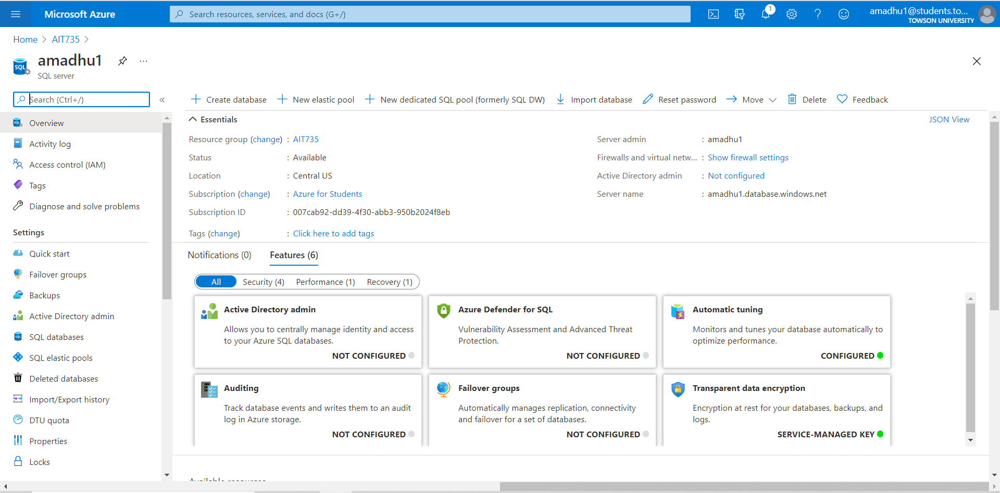 Microsoft Azure
Search resources, services, and docs (G+/)
1
amadhu1@students.to...
TOWSON UNIVERSITY
Home > AIT735 >
SQL
amadhu1
...
SQL server
Search (Ctrl+/)
«
Overview
Activity log
Access control (IAM)
Tags
Diagnose and solve problems
Settings
Quick start
Failover groups
Backups
Active Directory admin
SQL databases
SQL elastic pools
Deleted databases
Import/Export history
DTU quota
Properties
Locks
Create database
New elastic pool
New dedicated SQL pool (formerly SQL DW)
Import database
Reset password
Move
Delete
Feedback
Essentials
JSON View
Resource group (change) : AIT735
Status : Available
Location : Central US
Subscription (change) : Azure for Students
Subscription ID : 007cab92-dd39-4f30-abb3-950b2024f8eb
Tags (change) : Click here to add tags
Server admin : amadhu1
Firewalls and virtual netw... : Show firewall settings
Active Directory admin : Not configured
Server name : amadhu1.database.windows.net
Notifications (0)
Features (6)
All
Security (4)
Performance (1)
Recovery (1)
Active Directory admin
Allows you to centrally manage identity and access
to your Azure SQL databases.
NOT CONFIGURED
Azure Defender for SQL
Vulnerability Assessment and Advanced Threat
Protection.
NOT CONFIGURED
Automatic tuning
Monitors and tunes your database automatically to
optimize performance.
CONFIGURED
Auditing
Track database events and writes them to an audit
log in Azure storage.
NOT CONFIGURED
Failover groups
Automatically manages replication, connectivity
and failover for a set of databases.
NOT CONFIGURED
Transparent data encryption
Encryption at rest for your databases, backups, and
logs.
SERVICE-MANAGED KEY
Available resources